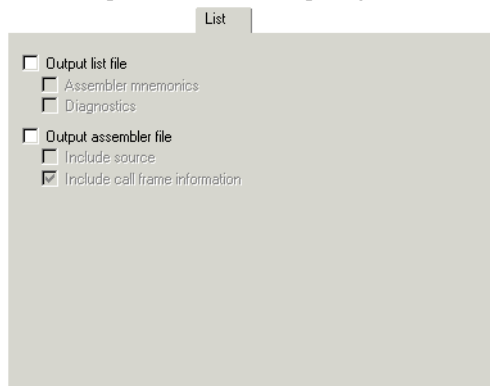 List
Output list file
Assembler mnemonics
Diagnostics
Output assembler file
Include source
Include call frame information